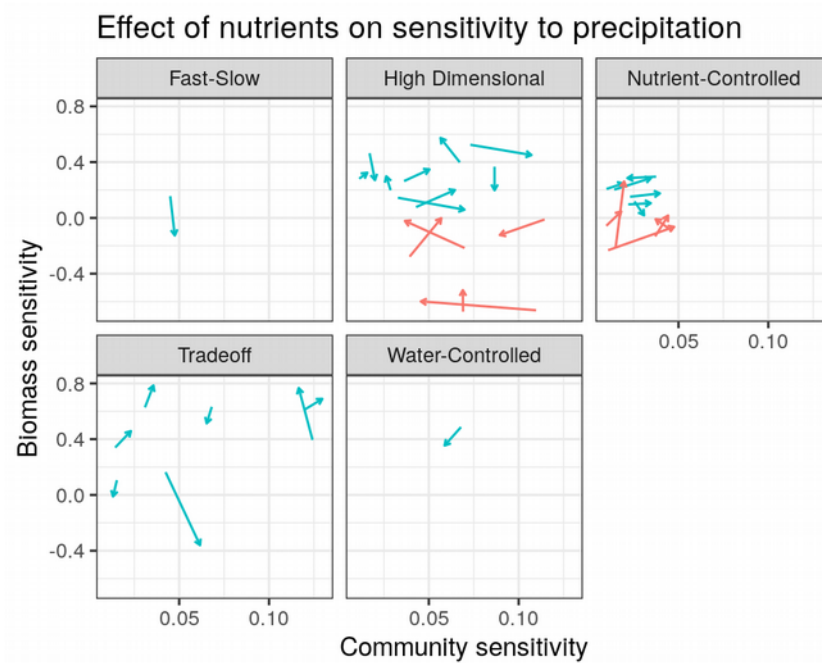 Effect of nutrients on sensitivity to precipitation
Fast-Slow
High Dimensional
Nutrient-Controlled
0.8
0.4
0.0
-0.4
0.05
0.10
Tradeoff
Water-Controlled
0.8
0.4
0.0
-0.4
0.05
0.10
0.05
0.10
Biomass sensitivity
Community sensitivity